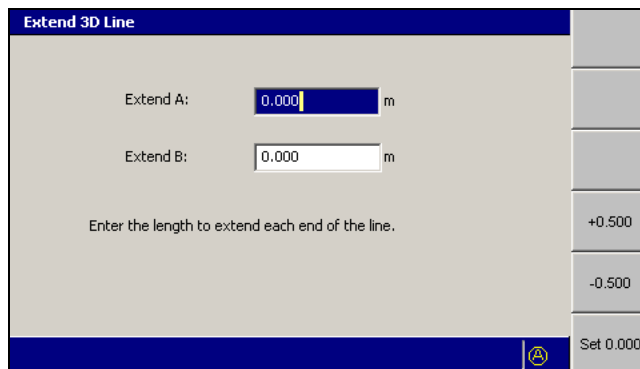 Extend 3D Line
Extend A: 0.000 m
Extend B: 0.000 m
Enter the length to extend each end of the line.
+0.500
-0.500
Set 0.000
A